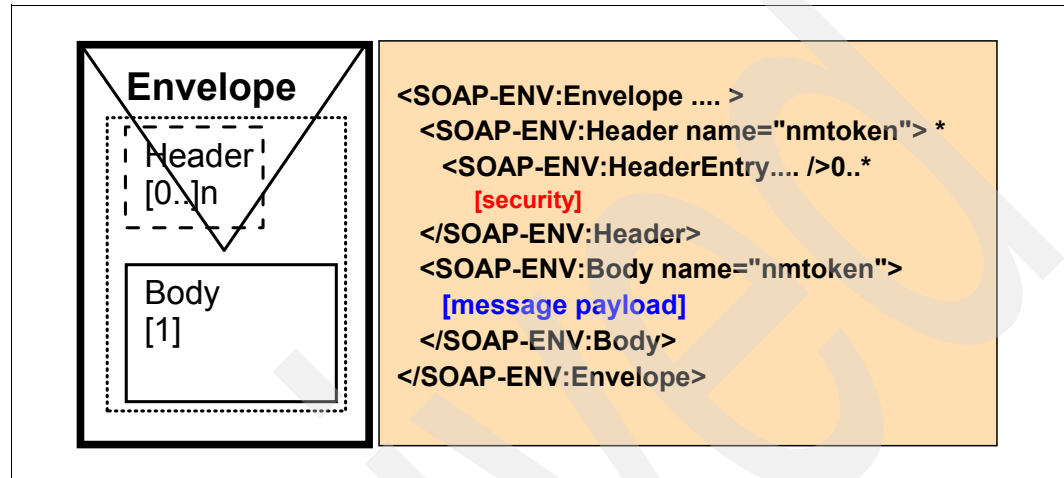 Envelope
Header
[0..]n
Body
[1]
<SOAP-ENV:Envelope .... >
<SOAP-ENV:Header name="nmtoken"> *
<SOAP-ENV:HeaderEntry.... />0..*
[security]
</SOAP-ENV:Header>
<SOAP-ENV:Body name="nmtoken">
[message payload]
</SOAP-ENV:Body>
</SOAP-ENV:Envelope>